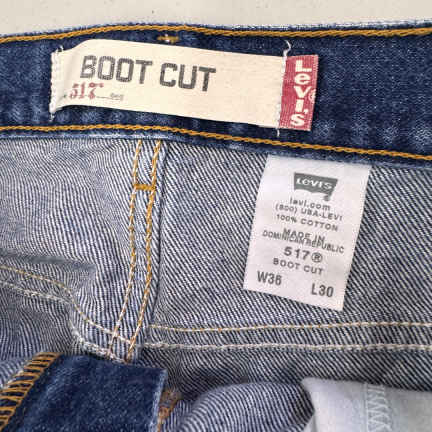 BOOT CUT
517™
Levi's®
Levi's
levi.com
(800) USA-LEVI
100% COTTON
MADE IN
DOMINICAN REPUBLIC
517®
BOOT CUT
W36 L30